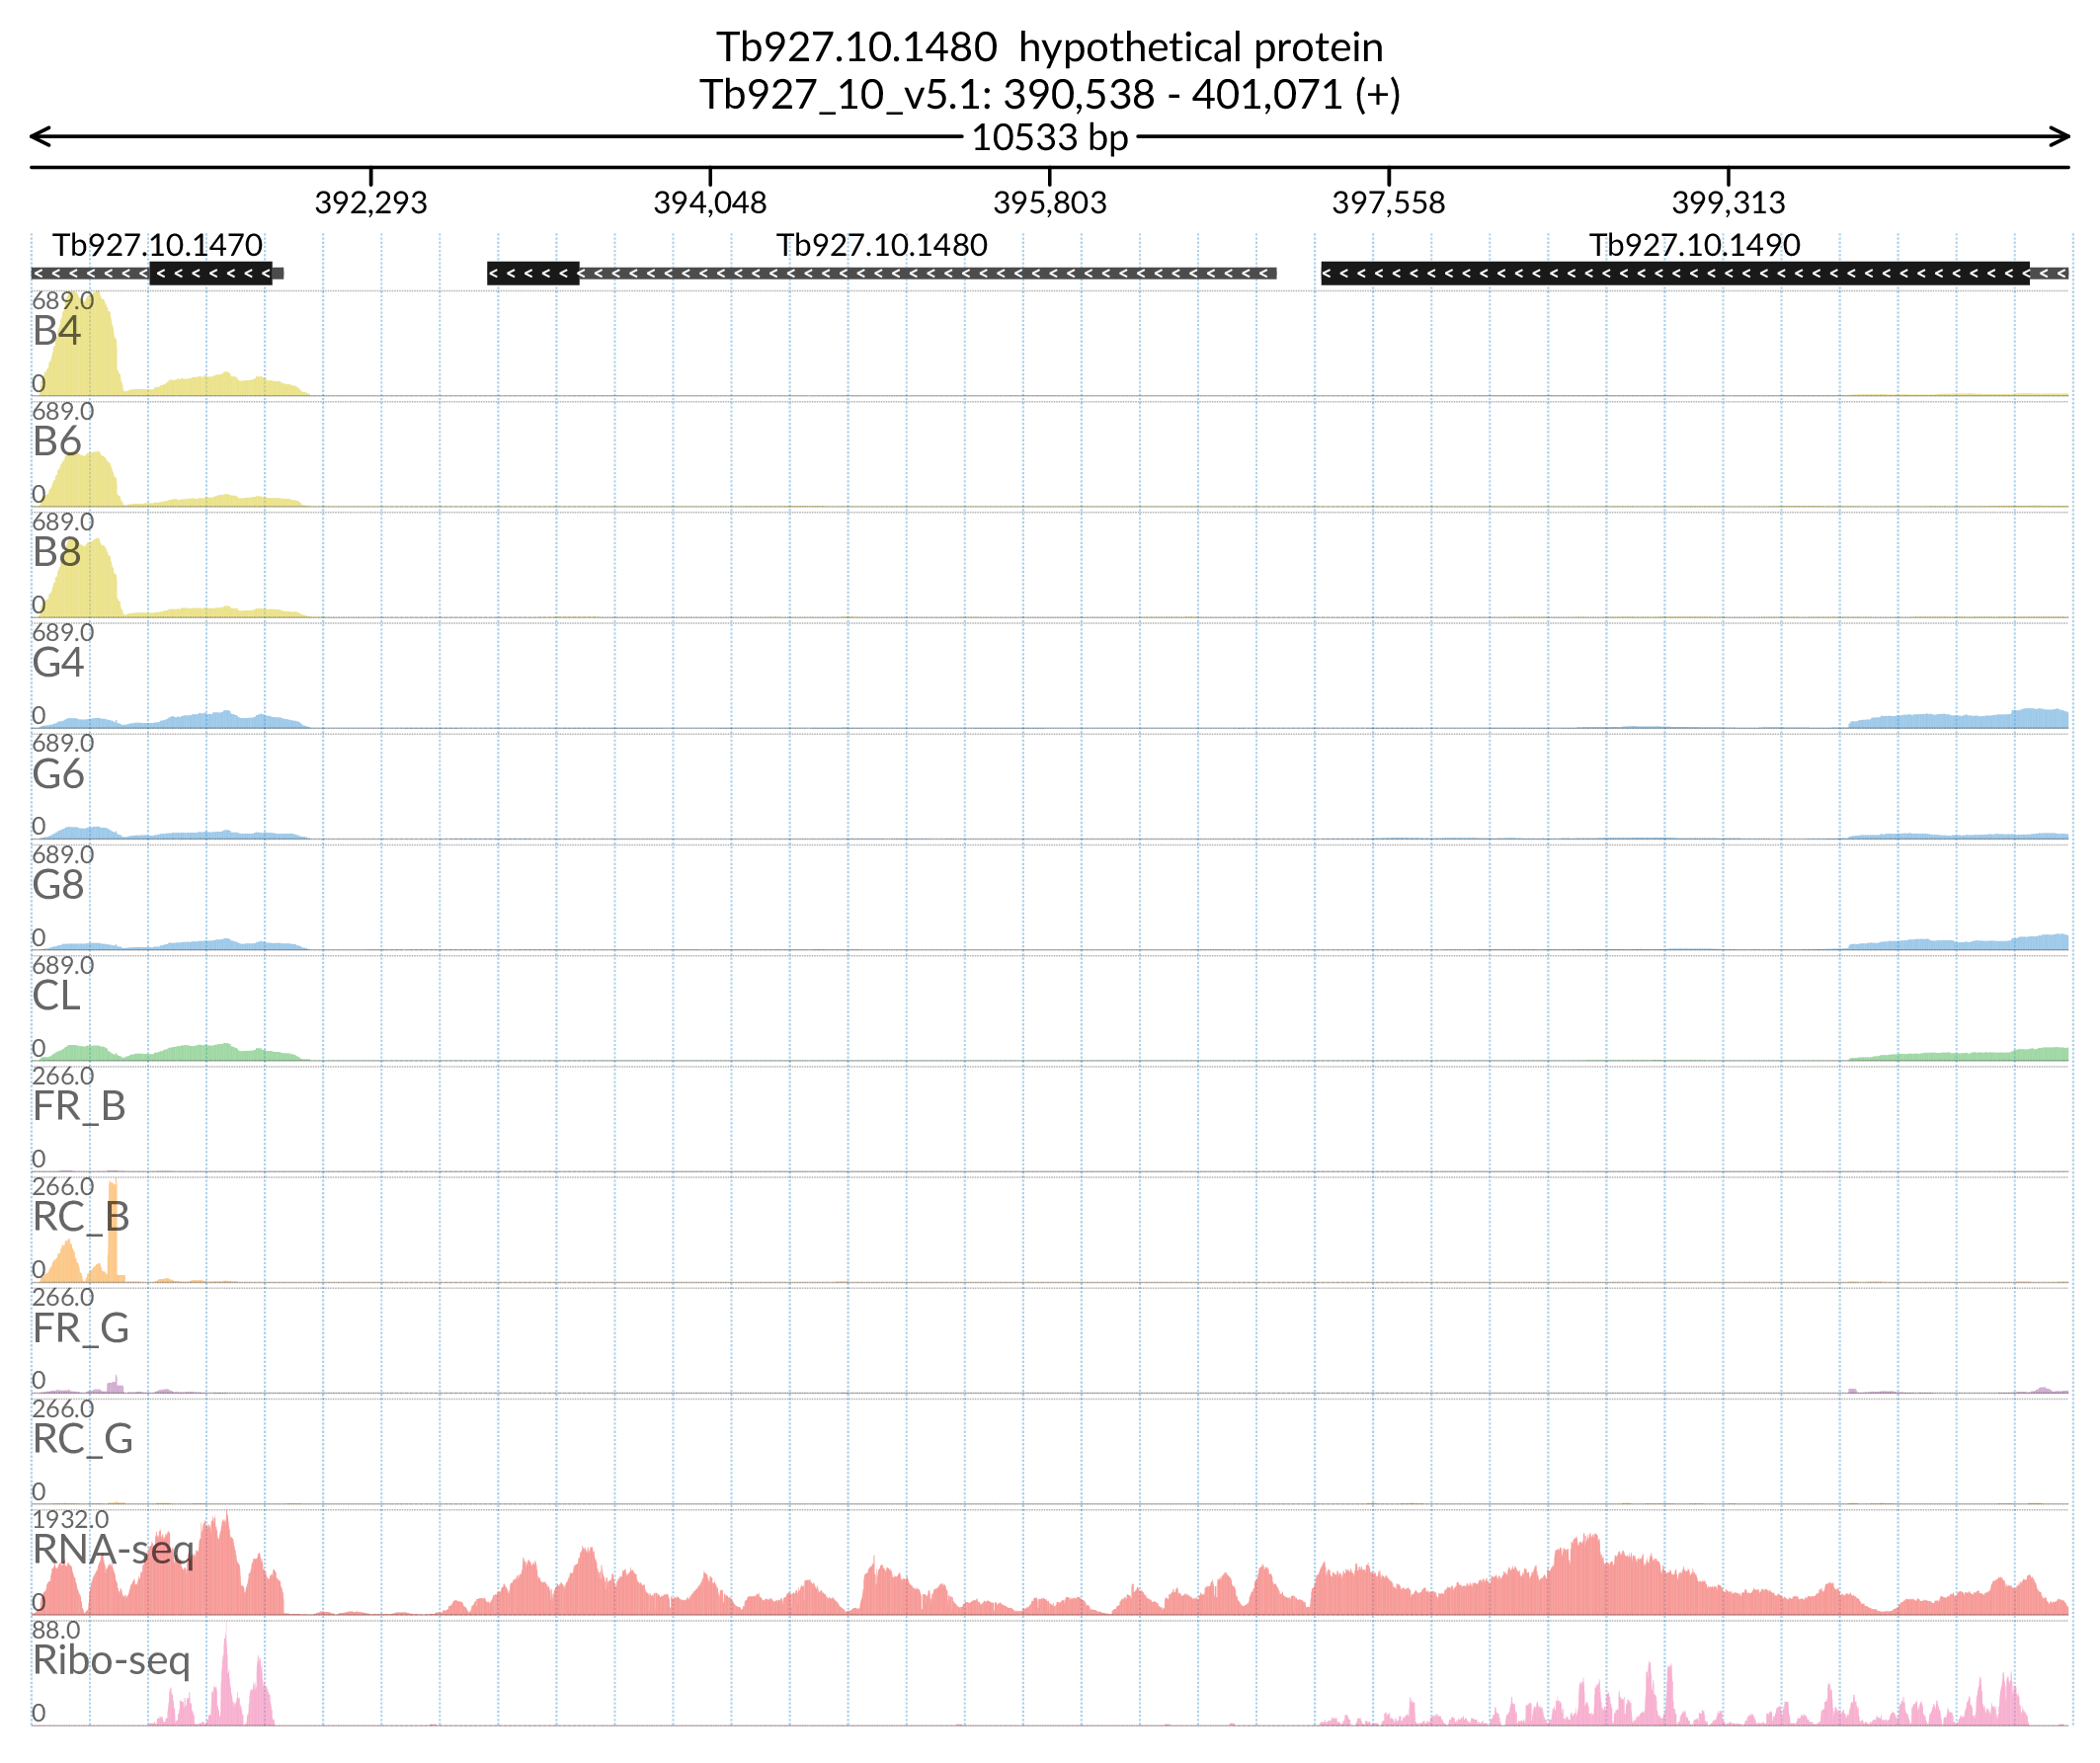 Tb927.10.1480  hypothetical protein
Tb927_10_v5.1: 390,538 - 401,071 (+)
10533 bp
392,293 394,048 395,803 397,558 399,313
Tb927.10.1470 Tb927.10.1480 Tb927.10.1490
689.0
B4
0
689.0
B6
0
689.0
B8
0
689.0
G4
0
689.0
G6
0
689.0
G8
0
689.0
CL
0
266.0
FR_B
0
266.0
RC_B
0
266.0
FR_G
0
266.0
RC_G
0
1932.0
RNA-seq
0
88.0
Ribo-seq
0